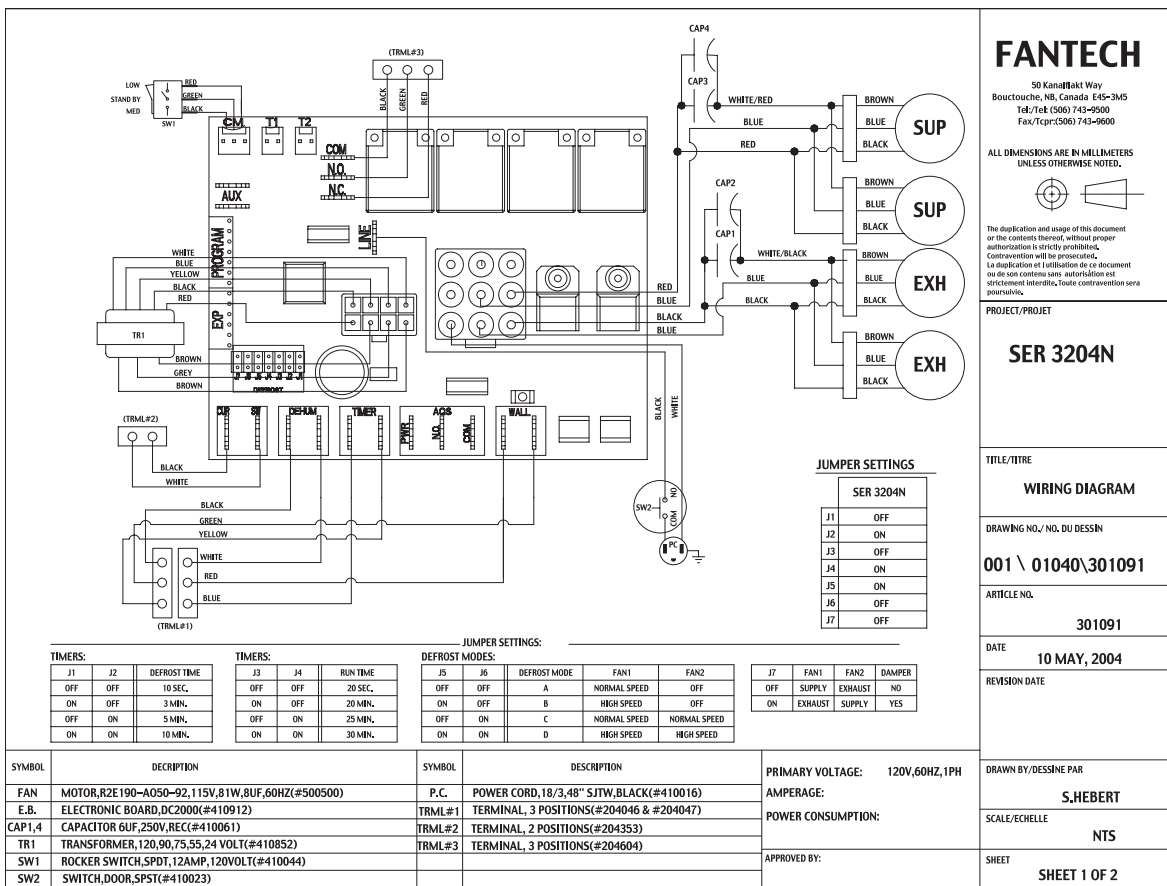 CAP4
(TRML#3)
CAP3
LOW
STAND BY
MED
SW1
RED
GREEN
BLACK
BLACK
GREEN
RED
WHITE/RED
BLUE
RED
BROWN
BLUE
BLACK
SUP
CM
T1
T2
COM
N.O.
N.C.
AUX
PROGRAM
EXP
LINE
CAP2
CAP1
BROWN
BLUE
BLACK
SUP
WHITE/BLACK
BLUE
BLACK
BROWN
BLUE
BLACK
EXH
RED
BLUE
BLACK
BLUE
BROWN
BLUE
BLACK
EXH
WHITE
BLUE
YELLOW
BLACK
RED
TR1
BROWN
GREY
BROWN
J7 J6 J5 J4 J3 J2 J1
DEFROST
(TRML#2)
BLACK
WHITE
CUR
SW
DEHUM
TIMER
PWR
AQS
N.O.
COM
WALL
BLACK
WHITE
SW2
NO
COM
PC
BLACK
GREEN
YELLOW
WHITE
RED
BLUE
(TRML#1)
JUMPER SETTINGS
SER 3204N
J1 OFF
J2 ON
J3 OFF
J4 ON
J5 ON
J6 OFF
J7 OFF
JUMPER SETTINGS:
TIMERS:
J1 J2 DEFROST TIME
OFF OFF 10 SEC.
ON OFF 3 MIN.
OFF ON 5 MIN.
ON ON 10 MIN.
TIMERS:
J3 J4 RUN TIME
OFF OFF 20 SEC.
ON OFF 20 MIN.
OFF ON 25 MIN.
ON ON 30 MIN.
DEFROST MODES:
J5 J6 DEFROST MODE FAN1 FAN2
OFF OFF A NORMAL SPEED OFF
ON OFF B HIGH SPEED OFF
OFF ON C NORMAL SPEED NORMAL SPEED
ON ON D HIGH SPEED HIGH SPEED
J7 FAN1 FAN2 DAMPER
OFF SUPPLY EXHAUST NO
ON EXHAUST SUPPLY YES
SYMBOL DECRIPTION
FAN MOTOR,R2E190-AO50-92,115V,81W,8UF,60HZ(#500500)
E.B. ELECTRONIC BOARD,DC2000(#410912)
CAP1,4 CAPACITOR 6UF,250V,REC(#410061)
TR1 TRANSFORMER,120,90,75,55,24 VOLT(#410852)
SW1 ROCKER SWITCH,SPDT,12AMP,120VOLT(#410044)
SW2 SWITCH,DOOR,SPST(#410023)
SYMBOL DESCRIPTION
P.C. POWER CORD,18/3,48" SJTW,BLACK(#410016)
TRML#1 TERMINAL, 3 POSITIONS(#204046 & #204047)
TRML#2 TERMINAL, 2 POSITIONS(#204353)
TRML#3 TERMINAL, 3 POSITIONS(#204604)
PRIMARY VOLTAGE: 120V,60HZ,1PH
AMPERAGE:
POWER CONSUMPTION:
APPROVED BY:
FANTECH
50 Kanalflakt Way
Bouctouche, NB, Canada E4S-3M5
Tel:/Tel: (506) 743-9500
Fax/Tcpr:(506) 743-9600
ALL DIMENSIONS ARE IN MILLIMETERS
UNLESS OTHERWISE NOTED.
The duplication and usage of this document
or the contents thereof, without proper
authorization is strictly prohibited.
Contravention will be prosecuted.
La duplication et l utilisation de ce document
ou de son contenu sans autorisation est
strictement interdite. Toute contravention sera
poursuivie.
PROJECT/PROJET
SER 3204N
TITLE/TITRE
WIRING DIAGRAM
DRAWING NO./ NO. DU DESSIN
001 \ 01040\301091
ARTICLE NO.
301091
DATE
10 MAY, 2004
REVISION DATE
DRAWN BY/DESSINE PAR
S.HEBERT
SCALE/ECHELLE
NTS
SHEET
SHEET 1 OF 2